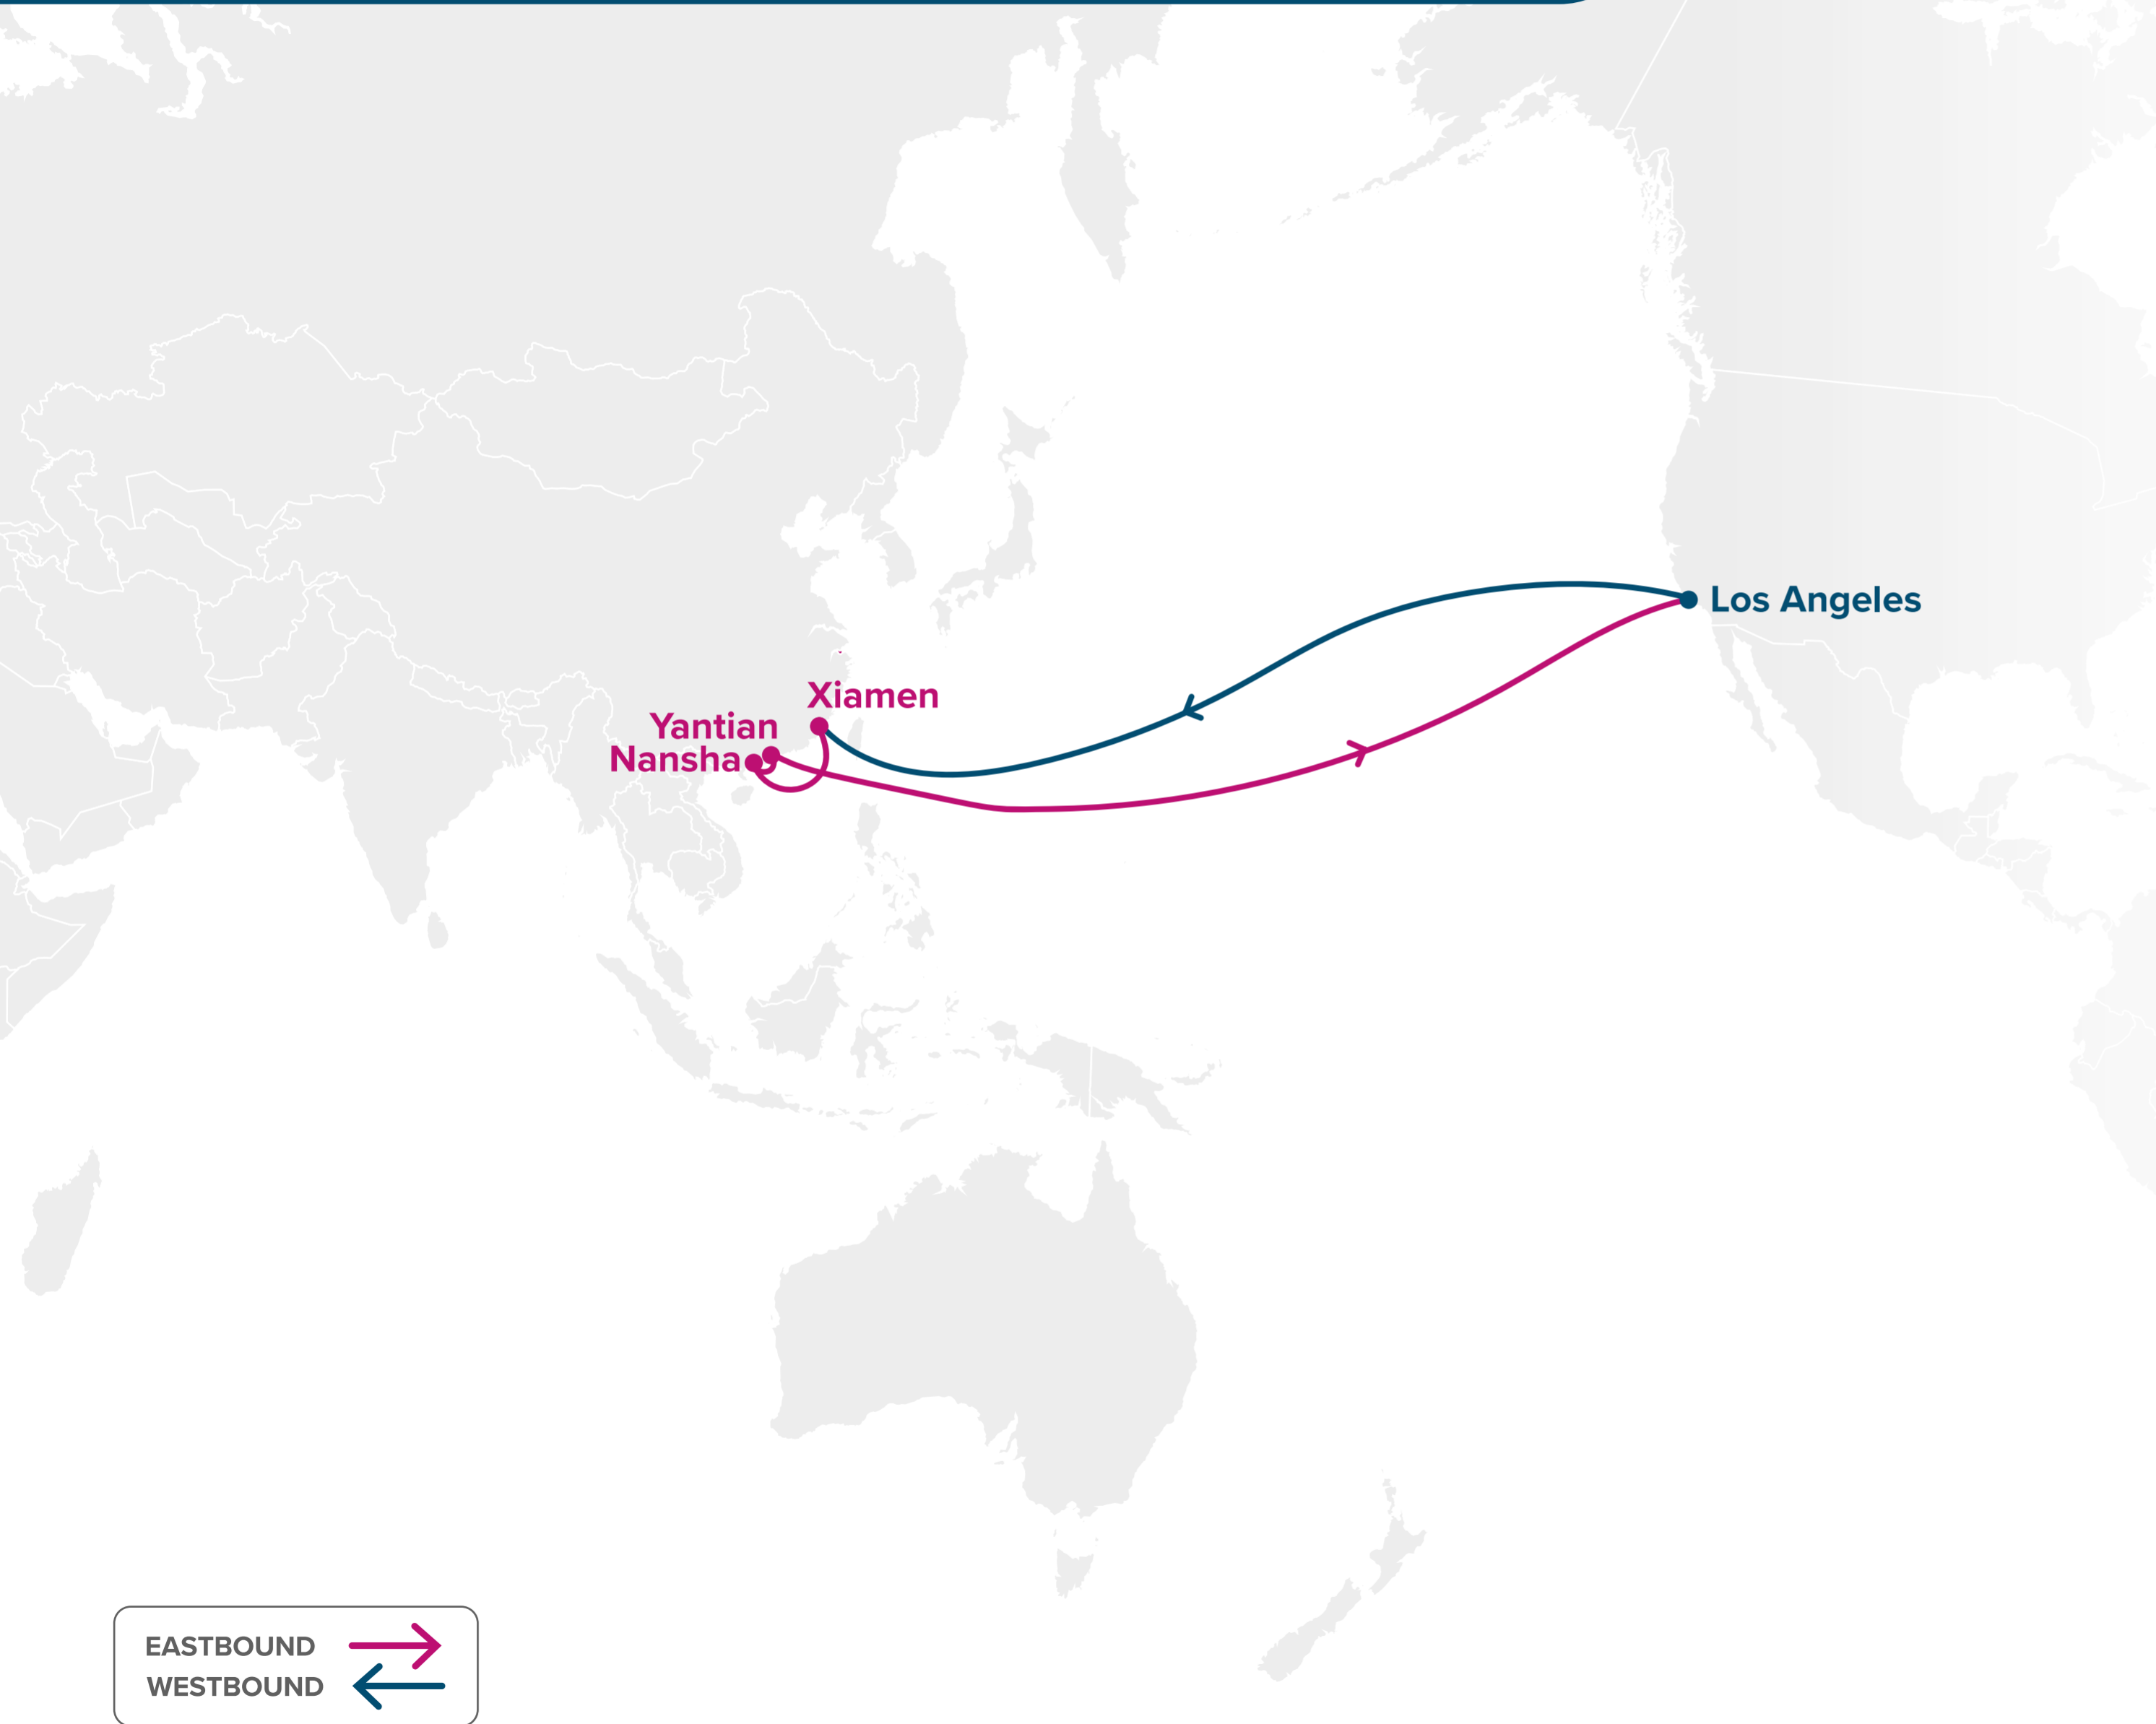 Los Angeles
Xiamen
Yantian
Nansha
EASTBOUND
WESTBOUND